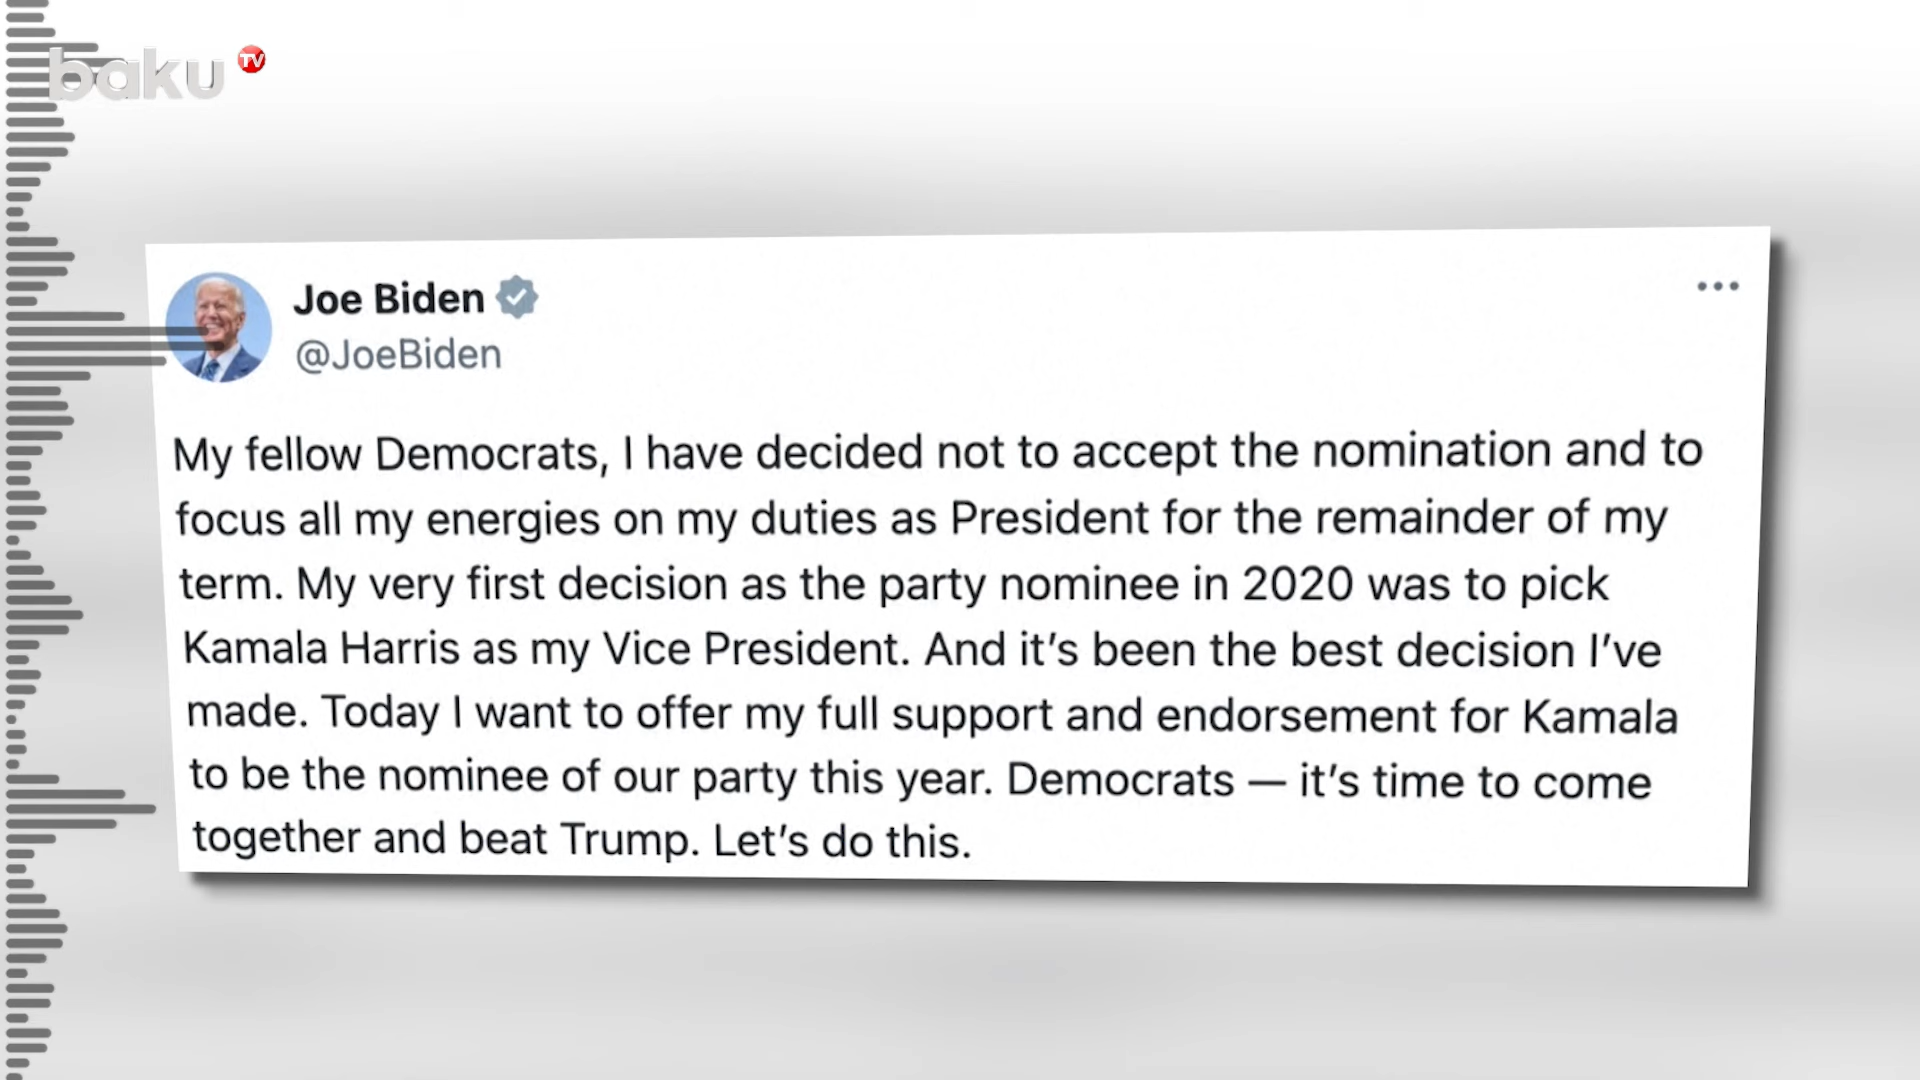 baku TV
Joe Biden
@JoeBiden
My fellow Democrats, I have decided not to accept the nomination and to
focus all my energies on my duties as President for the remainder of my
term. My very first decision as the party nominee in 2020 was to pick
Kamala Harris as my Vice President. And it’s been the best decision I’ve
made. Today I want to offer my full support and endorsement for Kamala
to be the nominee of our party this year. Democrats — it’s time to come
together and beat Trump. Let’s do this.